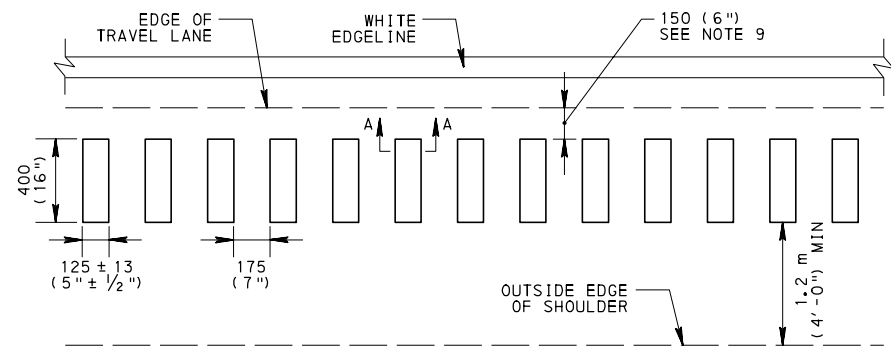 EDGE OF
TRAVEL LANE
WHITE
EDGELINE
150 (6")
SEE NOTE 9
A
A
400
(16")
125 ± 13
(5" ± 1/2")
175
(7")
OUTSIDE EDGE
OF SHOULDER
1.2 m
(4'-0") MIN